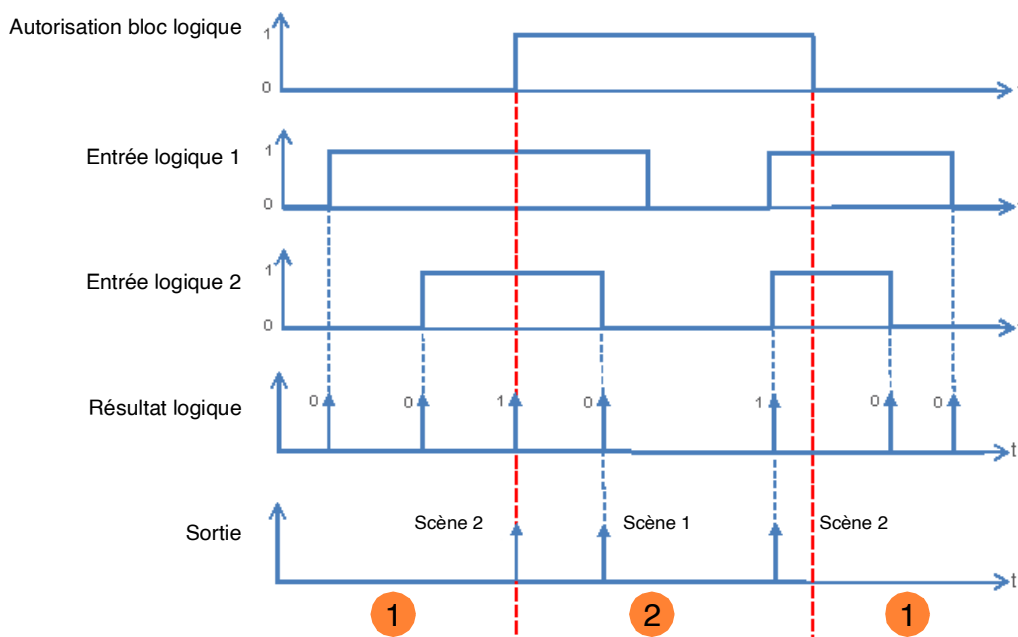 Autorisation bloc logique
1
0
Entrée logique 1
1
0
Entrée logique 2
1
0
Résultat logique
0 0 1 0 1 0 0
t
Sortie
Scène 2 Scène 1 Scène 2
t
1 2 1